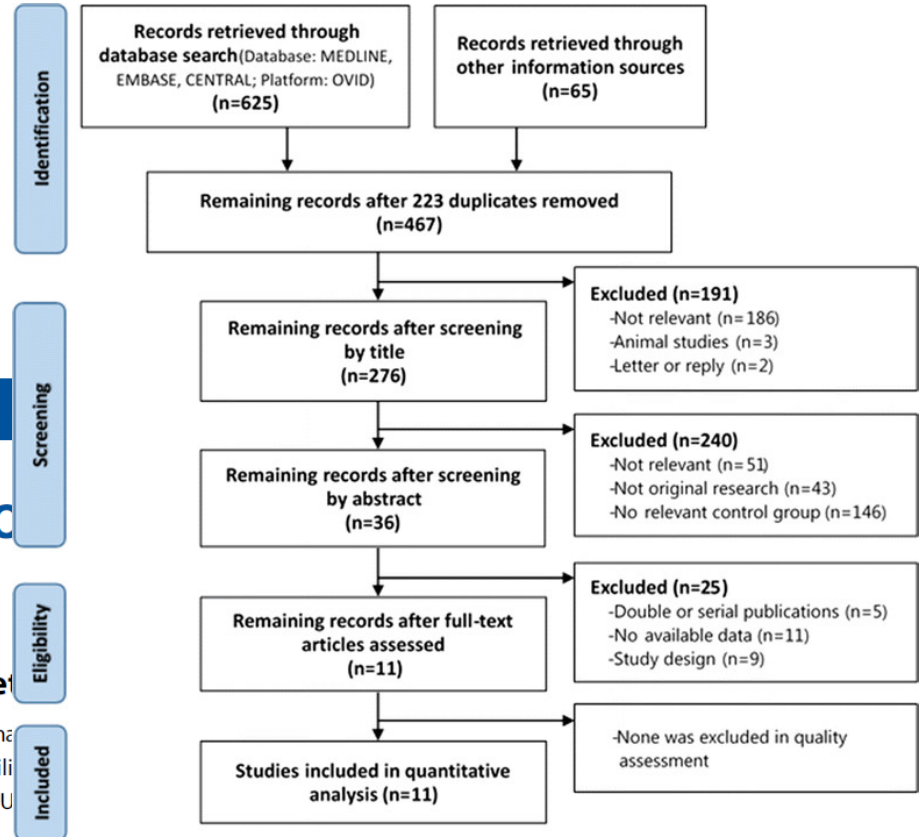 Identification
Records retrieved through
database search(Database: MEDLINE,
EMBASE, CENTRAL; Platform: OVID)
(n=625)
Records retrieved through
other information sources
(n=65)
Remaining records after 223 duplicates removed
(n=467)
Screening
Remaining records after screening
by title
(n=276)
Excluded (n=191)
-Not relevant (n=186)
-Animal studies (n=3)
-Letter or reply (n=2)
Remaining records after screening
by abstract
(n=36)
Excluded (n=240)
-Not relevant (n=51)
-Not original research (n=43)
-No relevant control group (n=146)
Eligibility
Remaining records after full-text
articles assessed
(n=11)
Excluded (n=25)
-Double or serial publications (n=5)
-No available data (n=11)
-Study design (n=9)
Included
Studies included in quantitative
analysis (n=11)
-None was excluded in quality
assessment